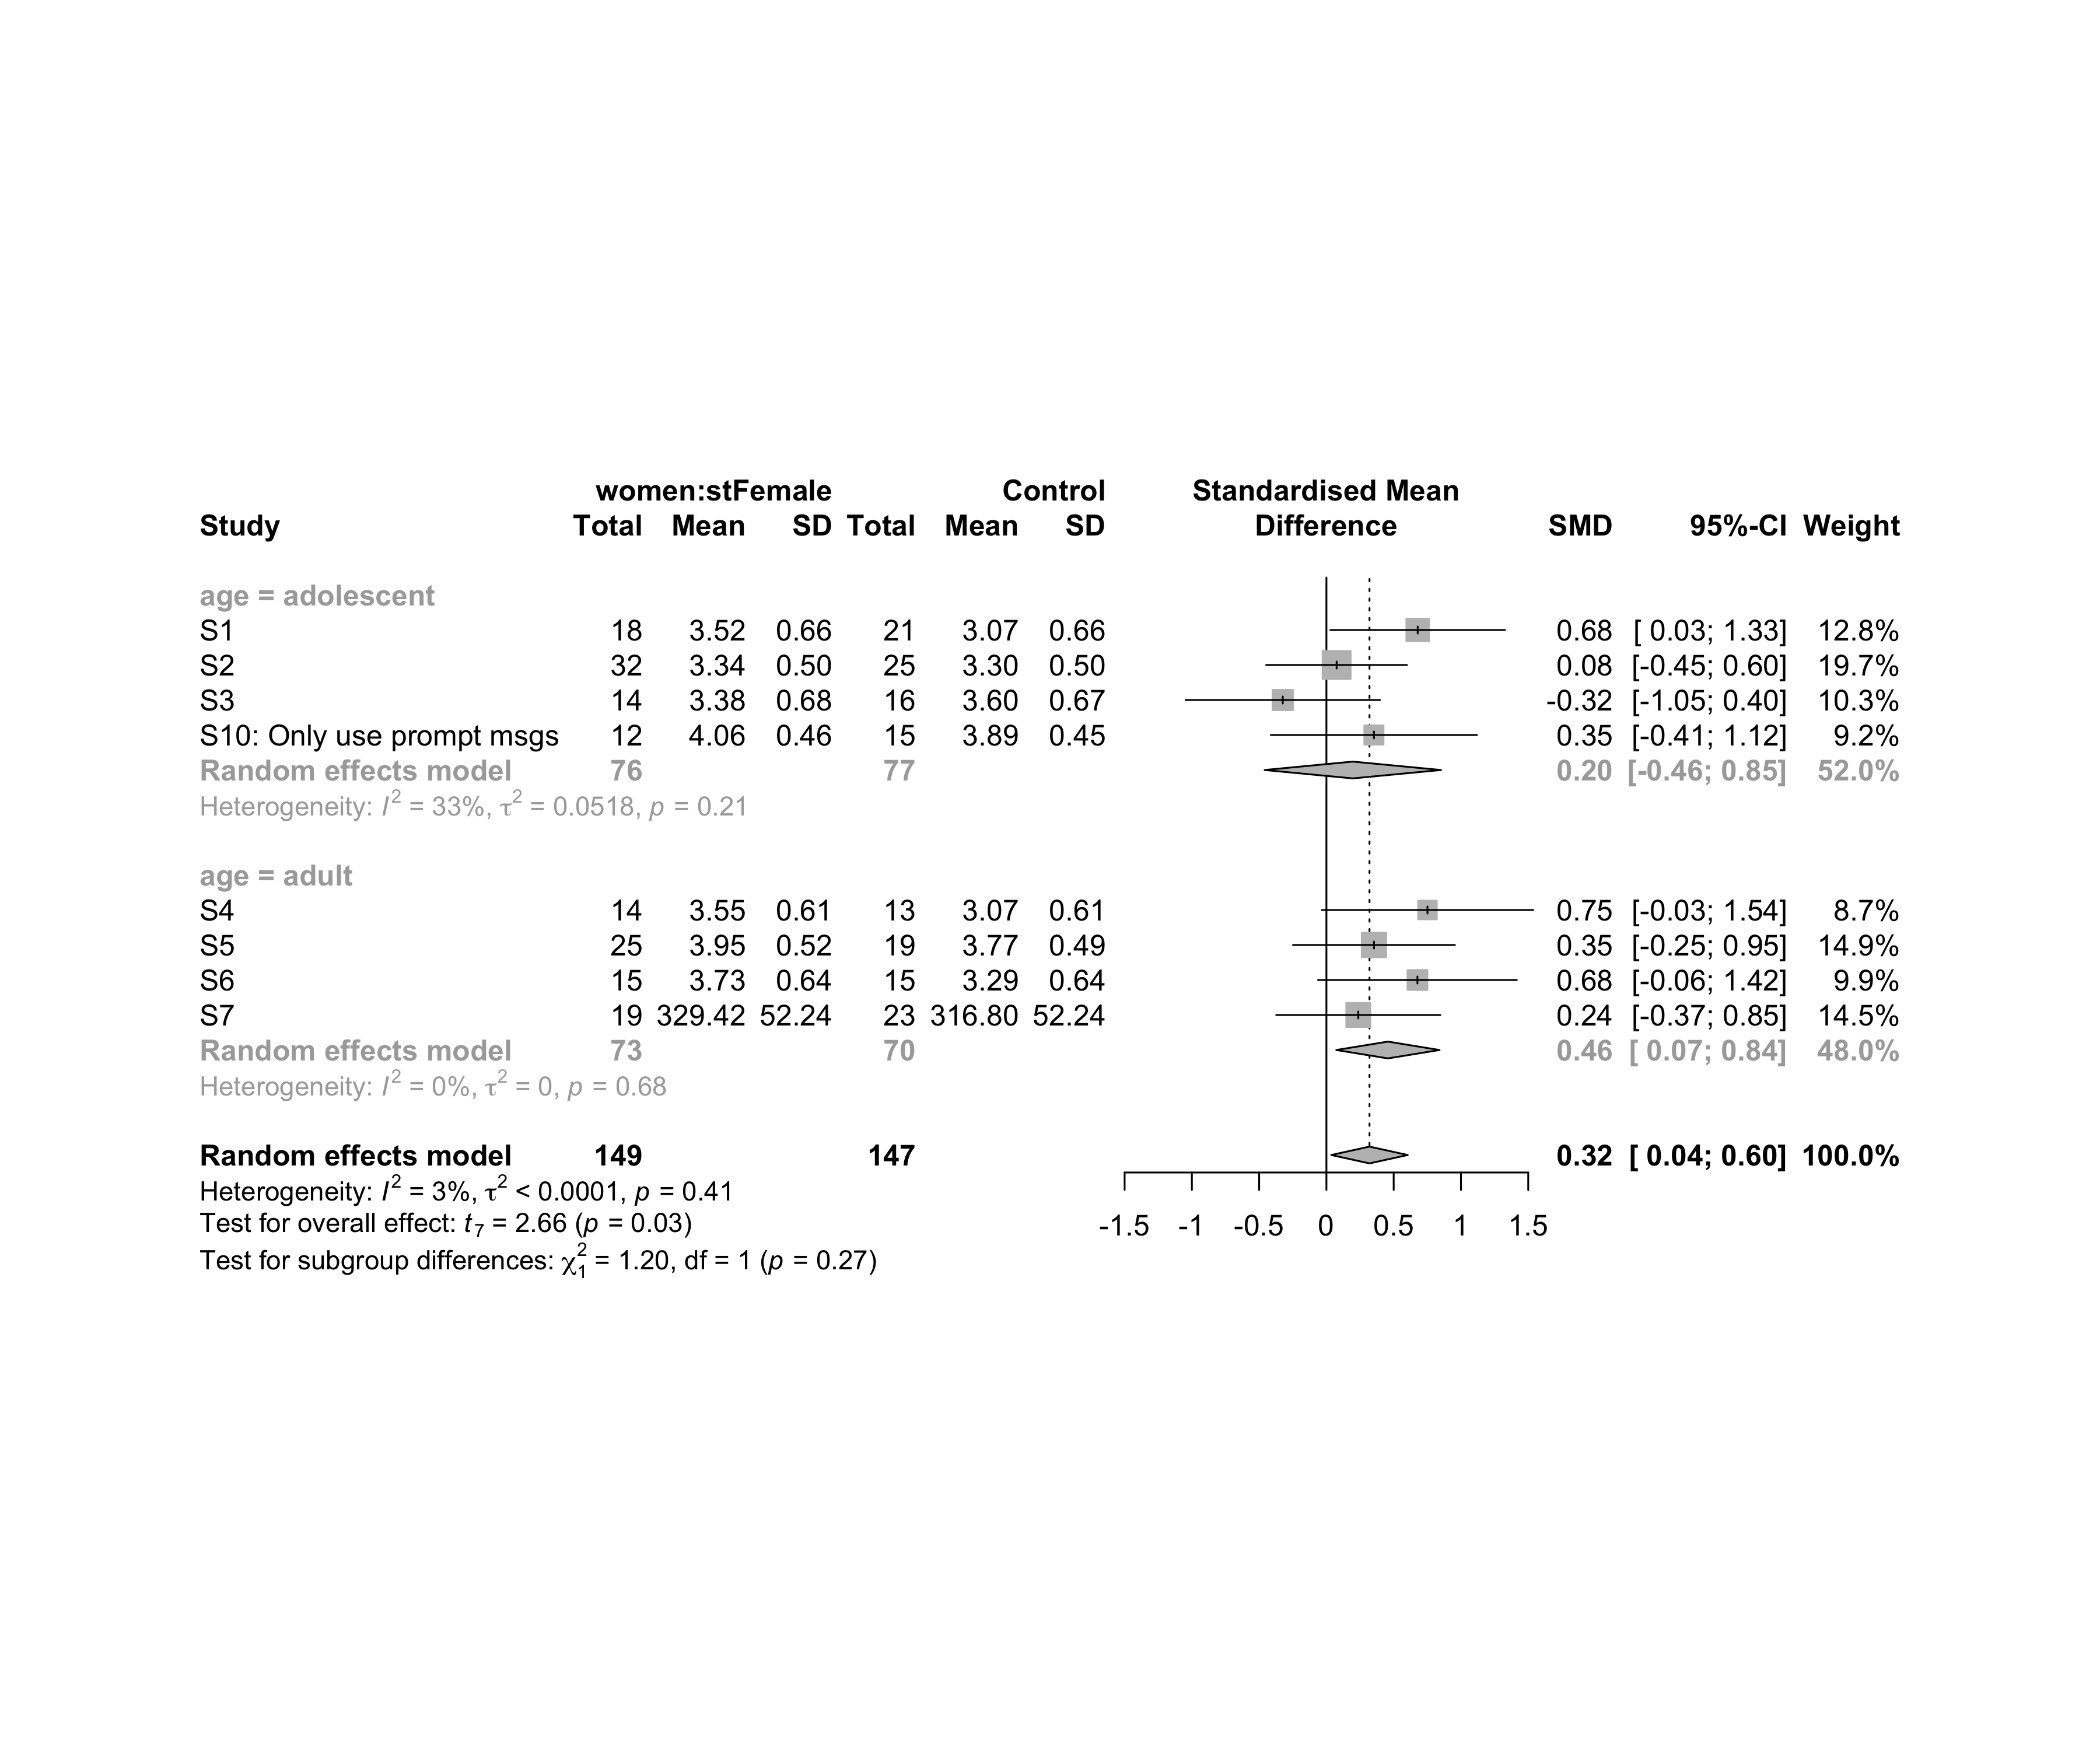 women:stFemale Control Standardised Mean
Study Total Mean SD Total Mean SD Difference SMD 95%-CI Weight
age = adolescent
S1 18 3.52 0.66 21 3.07 0.66 0.68 [ 0.03; 1.33] 12.8%
S2 32 3.34 0.50 25 3.30 0.50 0.08 [-0.45; 0.60] 19.7%
S3 14 3.38 0.68 16 3.60 0.67 -0.32 [-1.05; 0.40] 10.3%
S10: Only use prompt msgs 12 4.06 0.46 15 3.89 0.45 0.35 [-0.41; 1.12] 9.2%
Random effects model 76 77 0.20 [-0.46; 0.85] 52.0%
Heterogeneity: I² = 33%, τ² = 0.0518, p = 0.21
age = adult
S4 14 3.55 0.61 13 3.07 0.61 0.75 [-0.03; 1.54] 8.7%
S5 25 3.95 0.52 19 3.77 0.49 0.35 [-0.25; 0.95] 14.9%
S6 15 3.73 0.64 15 3.29 0.64 0.68 [-0.06; 1.42] 9.9%
S7 19 329.42 52.24 23 316.80 52.24 0.24 [-0.37; 0.85] 14.5%
Random effects model 73 70 0.46 [ 0.07; 0.84] 48.0%
Heterogeneity: I² = 0%, τ² = 0, p = 0.68
Random effects model 149 147 0.32 [ 0.04; 0.60] 100.0%
Heterogeneity: I² = 3%, τ² < 0.0001, p = 0.41
Test for overall effect: t₇ = 2.66 (p = 0.03)
-1.5 -1 -0.5 0 0.5 1 1.5
Test for subgroup differences: χ²₁ = 1.20, df = 1 (p = 0.27)